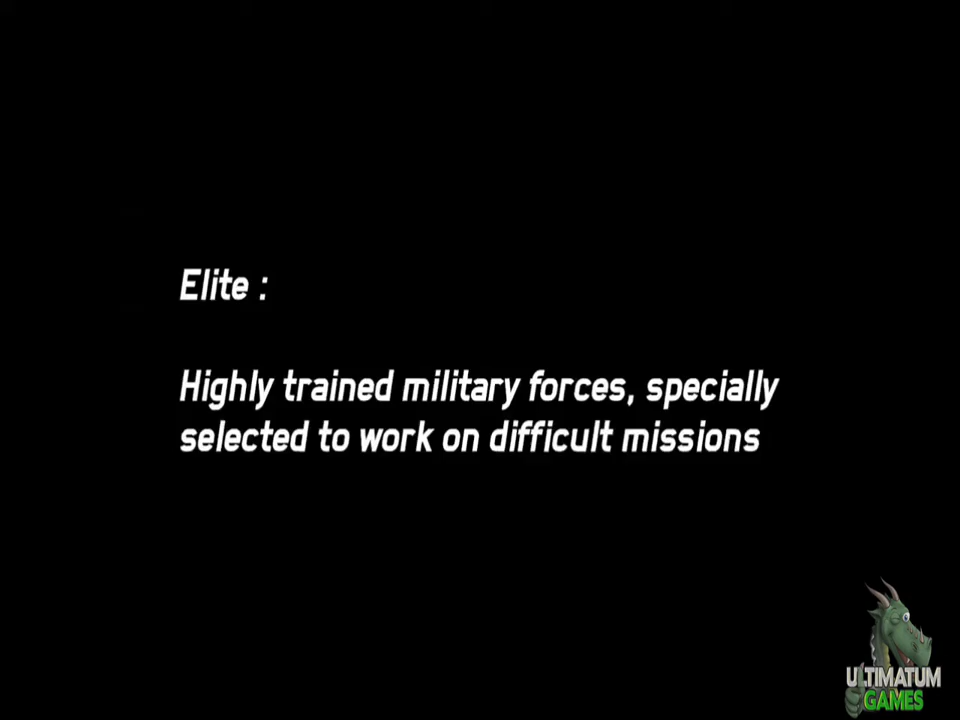 Elite :
Highly trained military forces, specially
selected to work on difficult missions
ULTIMATUM
GAMES